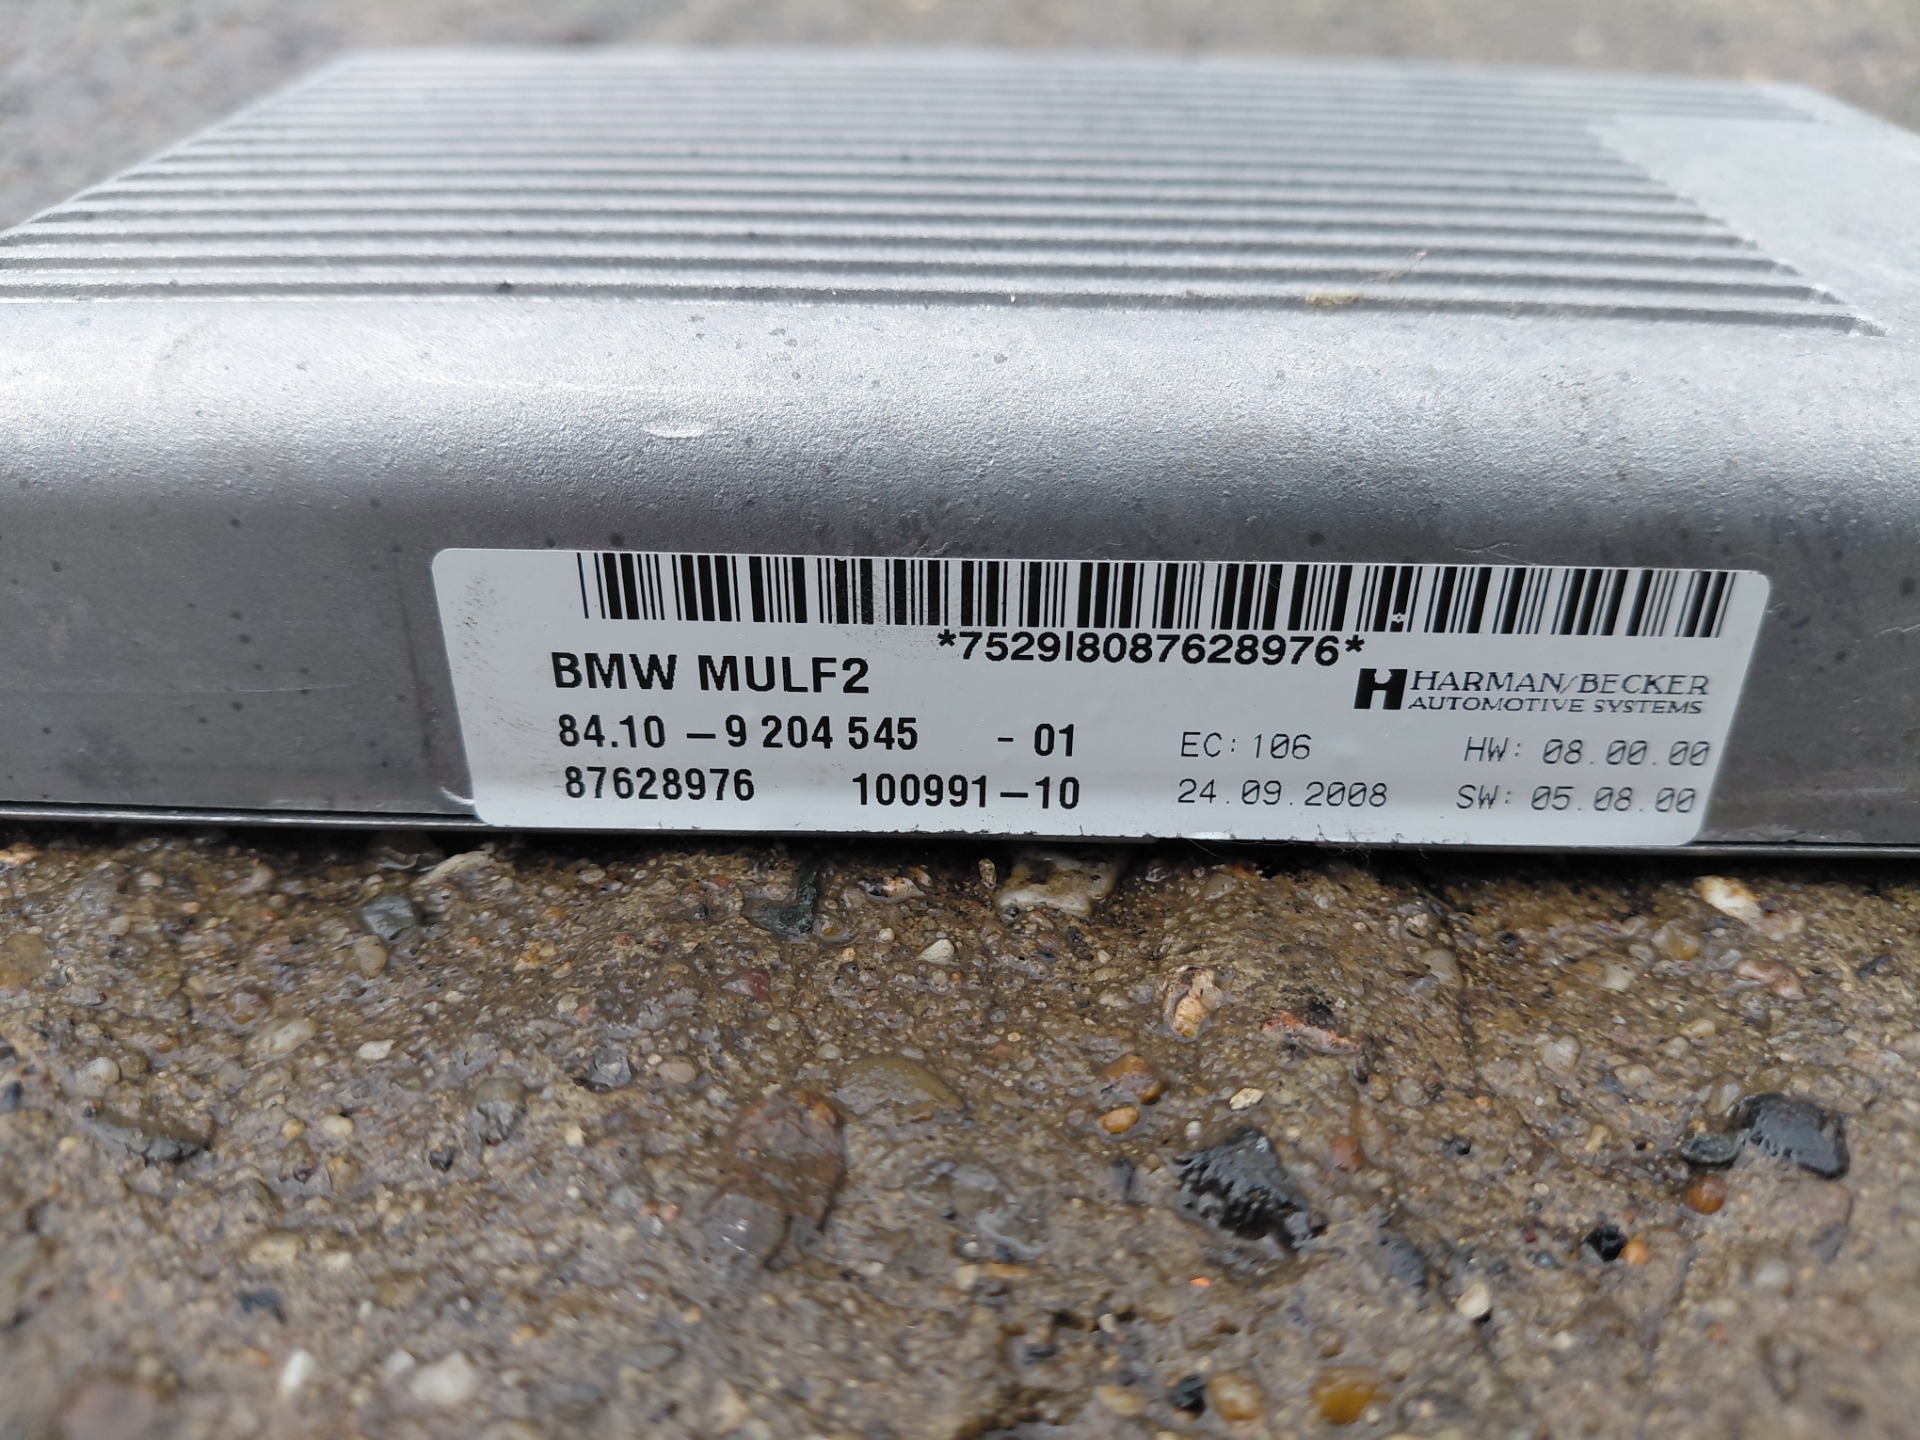 *7529I8087628976*
BMW MULF2
HARMAN/BECKER
AUTOMOTIVE SYSTEMS
84.10 – 9 204 545 - 01 EC: 106 HW: 08.00.00
87628976 100991–10 24.09.2008 SW: 05.08.00